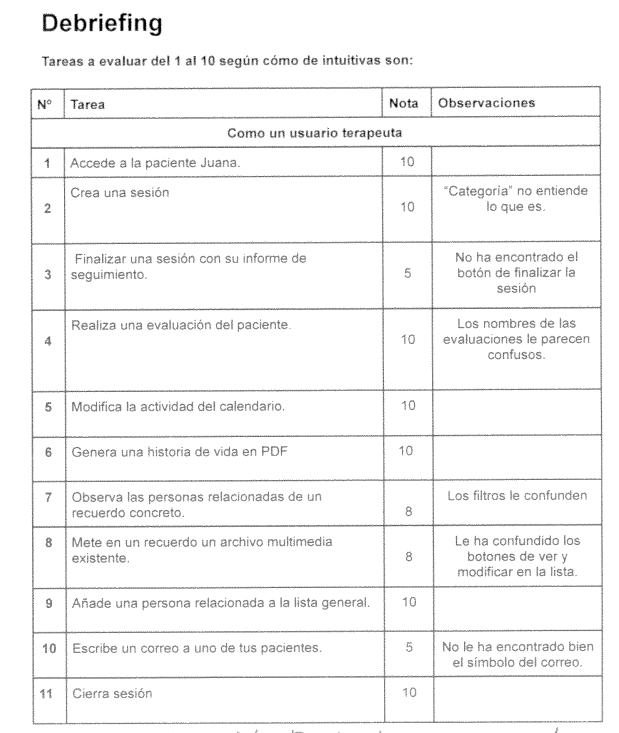 Debriefing
Tareas a evaluar del 1 al 10 según cómo de intuitivas son:
Nº Tarea Nota Observaciones
Como un usuario terapeuta
1 Accede a la paciente Juana. 10
2 Crea una sesión 10 "Categoría" no entiende
lo que es.
3 Finalizar una sesión con su informe de
seguimiento. 5 No ha encontrado el
botón de finalizar la
sesión
4 Realiza una evaluación del paciente. 10 Los nombres de las
evaluaciones le parecen
confusos.
5 Modifica la actividad del calendario. 10
6 Genera una historia de vida en PDF 10
7 Observa las personas relacionadas de un
recuerdo concreto. 8 Los filtros le confunden
8 Mete en un recuerdo un archivo multimedia
existente. 8 Le ha confundido los
botones de ver y
modificar en la lista.
9 Añade una persona relacionada a la lista general. 10
10 Escribe un correo a uno de tus pacientes. 5 No le ha encontrado bien
el símbolo del correo.
11 Cierra sesión 10